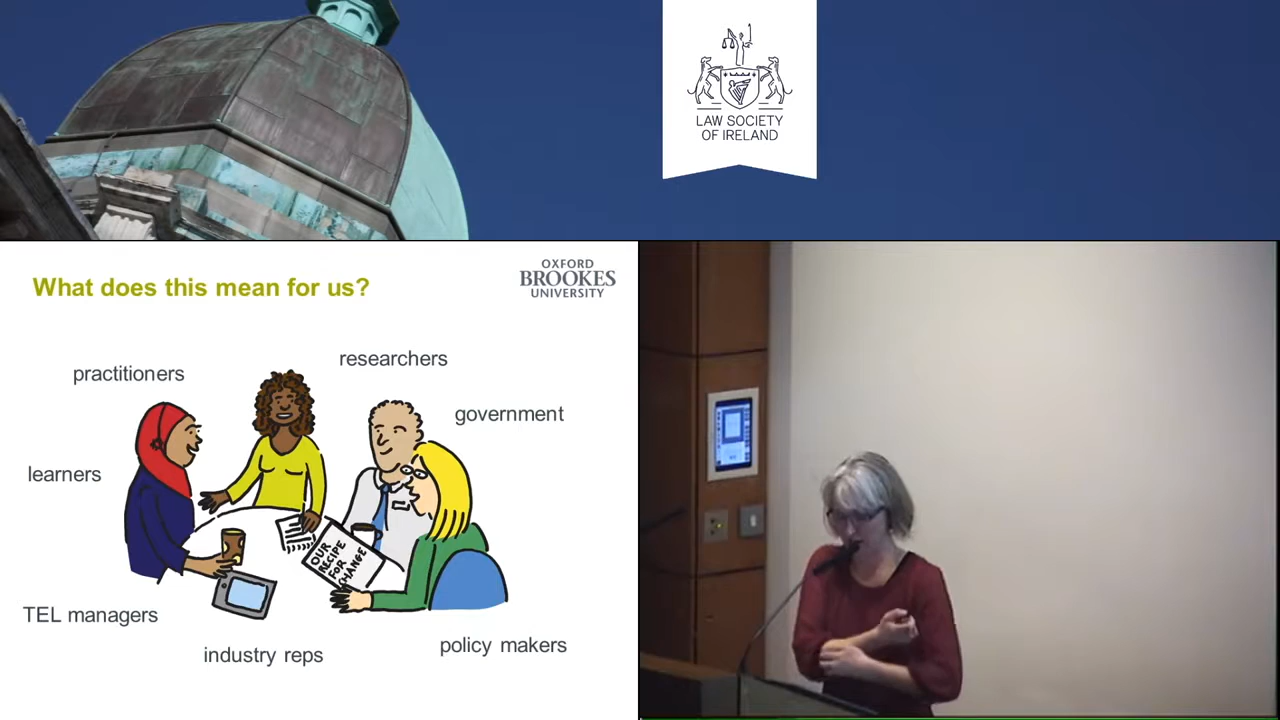 LAW SOCIETY
OF IRELAND
What does this mean for us?
OXFORD
BROOKES
UNIVERSITY
practitioners
researchers
government
learners
OUR
RECIPE
FOR
CHANGE
TEL managers
industry reps
policy makers